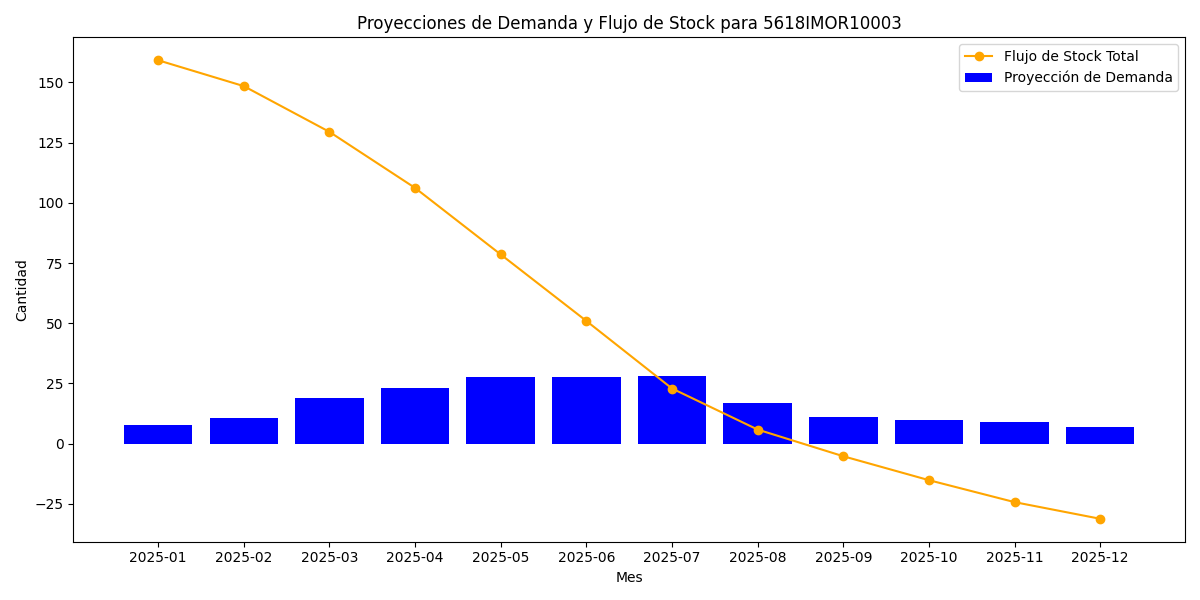 Proyecciones de Demanda y Flujo de Stock para 5618IMOR10003
Flujo de Stock Total
Proyección de Demanda
Cantidad
150
125
100
75
50
25
0
−25
2025-01 2025-02 2025-03 2025-04 2025-05 2025-06 2025-07 2025-08 2025-09 2025-10 2025-11 2025-12
Mes